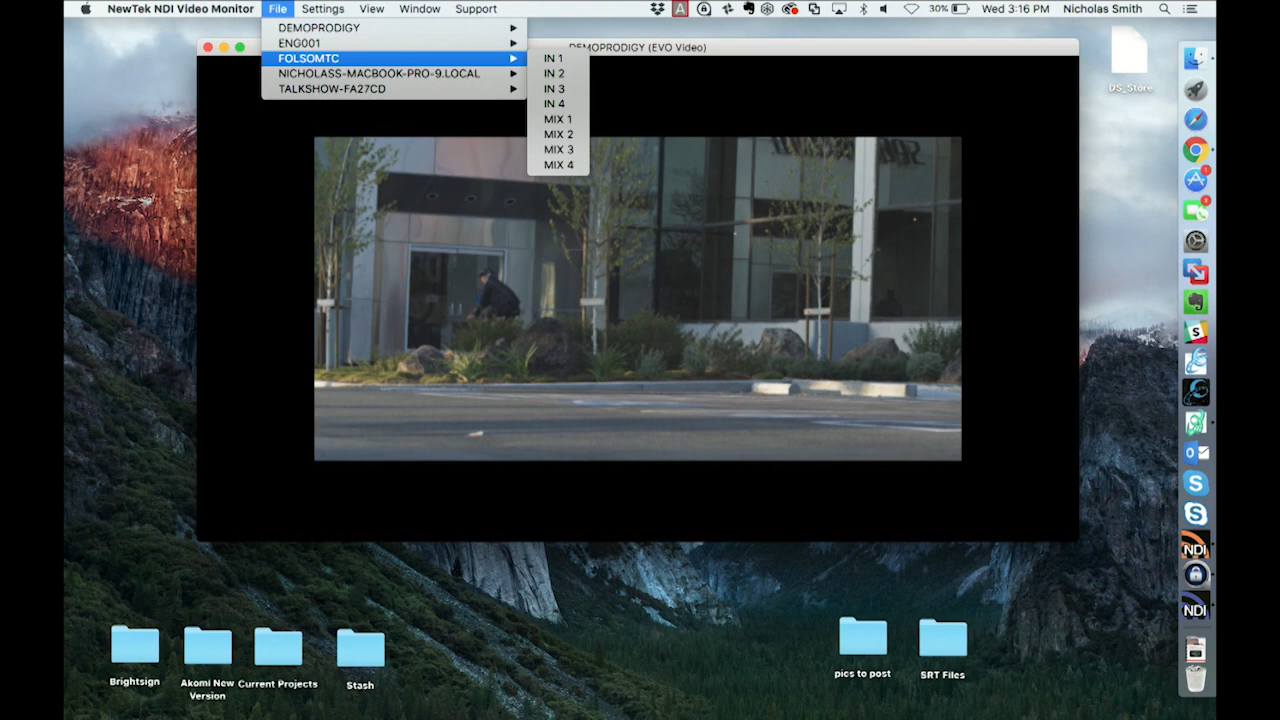 NewTek NDI Video Monitor File Settings View Window Support 30% Wed 3:16 PM Nicholas Smith
DEMOPRODIGY
ENG001
FOLSOMTC
NICHOLASS-MACBOOK-PRO-9.LOCAL
TALKSHOW-FA27CD
IN 1
IN 2
IN 3
IN 4
MIX 1
MIX 2
MIX 3
MIX 4
DEMOPRODIGY (EVO Video)
DS_Store
NDI
NDI
Brightsign
Akomi New
Version
Current Projects
Stash
pics to post
SRT Files